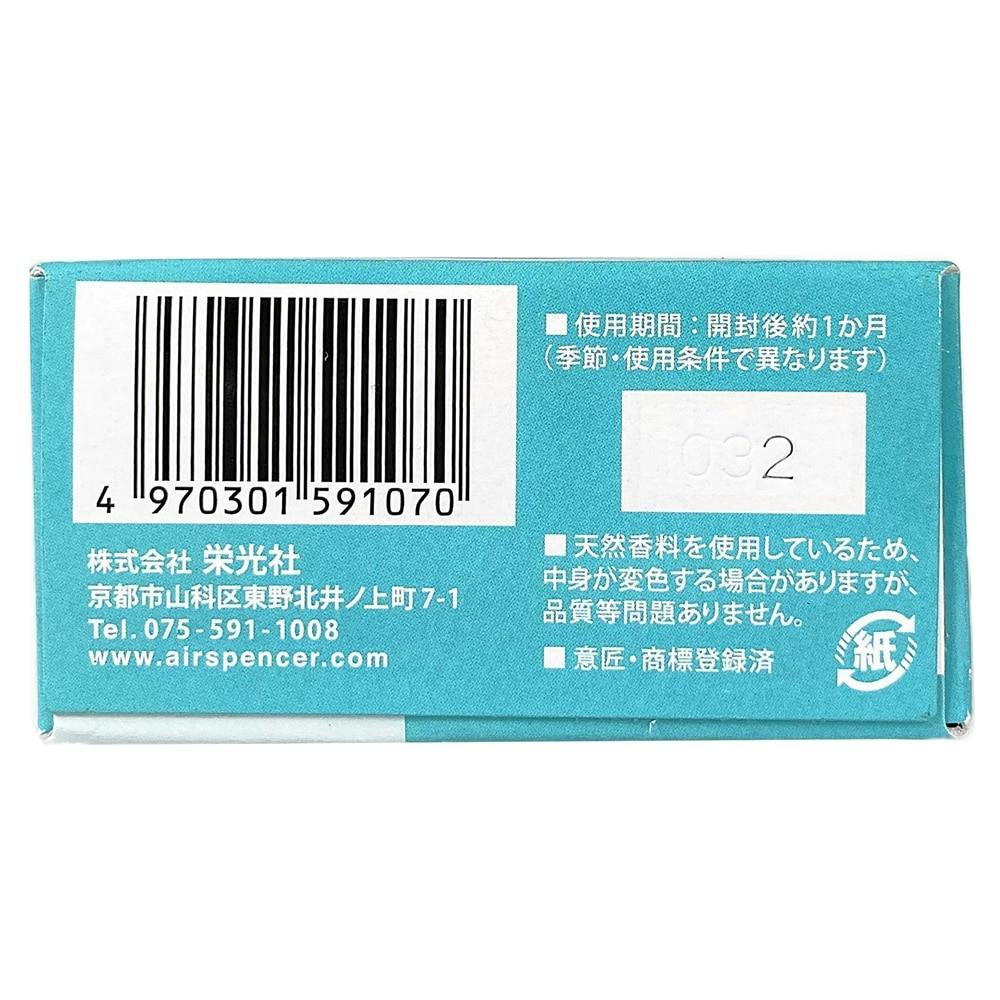 4 970301 591070
株式会社 栄光社
京都市山科区東野北井ノ上町7-1
Tel. 075-591-1008
www.airspencer.com
■ 使用期間：開封後約1か月
（季節・使用条件で異なります）
032
■ 天然香料を使用しているため、
中身が変色する場合がありますが、
品質等問題ありません。
■ 意匠・商標登録済
紙